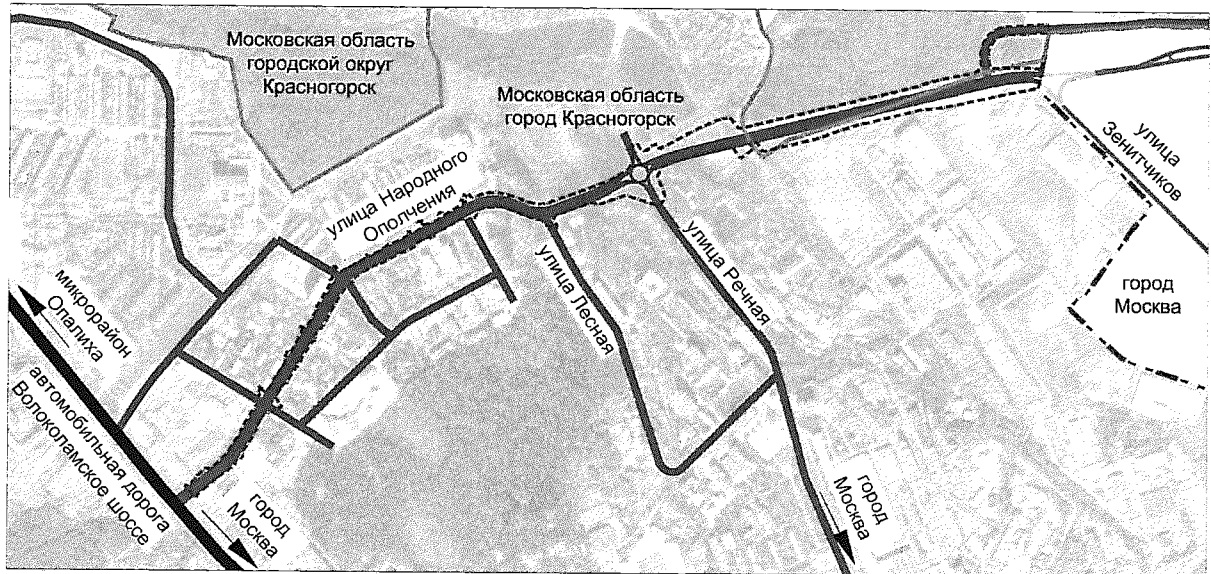 Московская область
городской округ
Красногорск
Московская область
город Красногорск
улица
Зенитчиков
улица Народного
Ополчения
город
Москва
микрорайон
Опалиха
улица Лесная
улица Речная
автомобильная дорога
Волоколамское шоссе
город
Москва
город
Москва